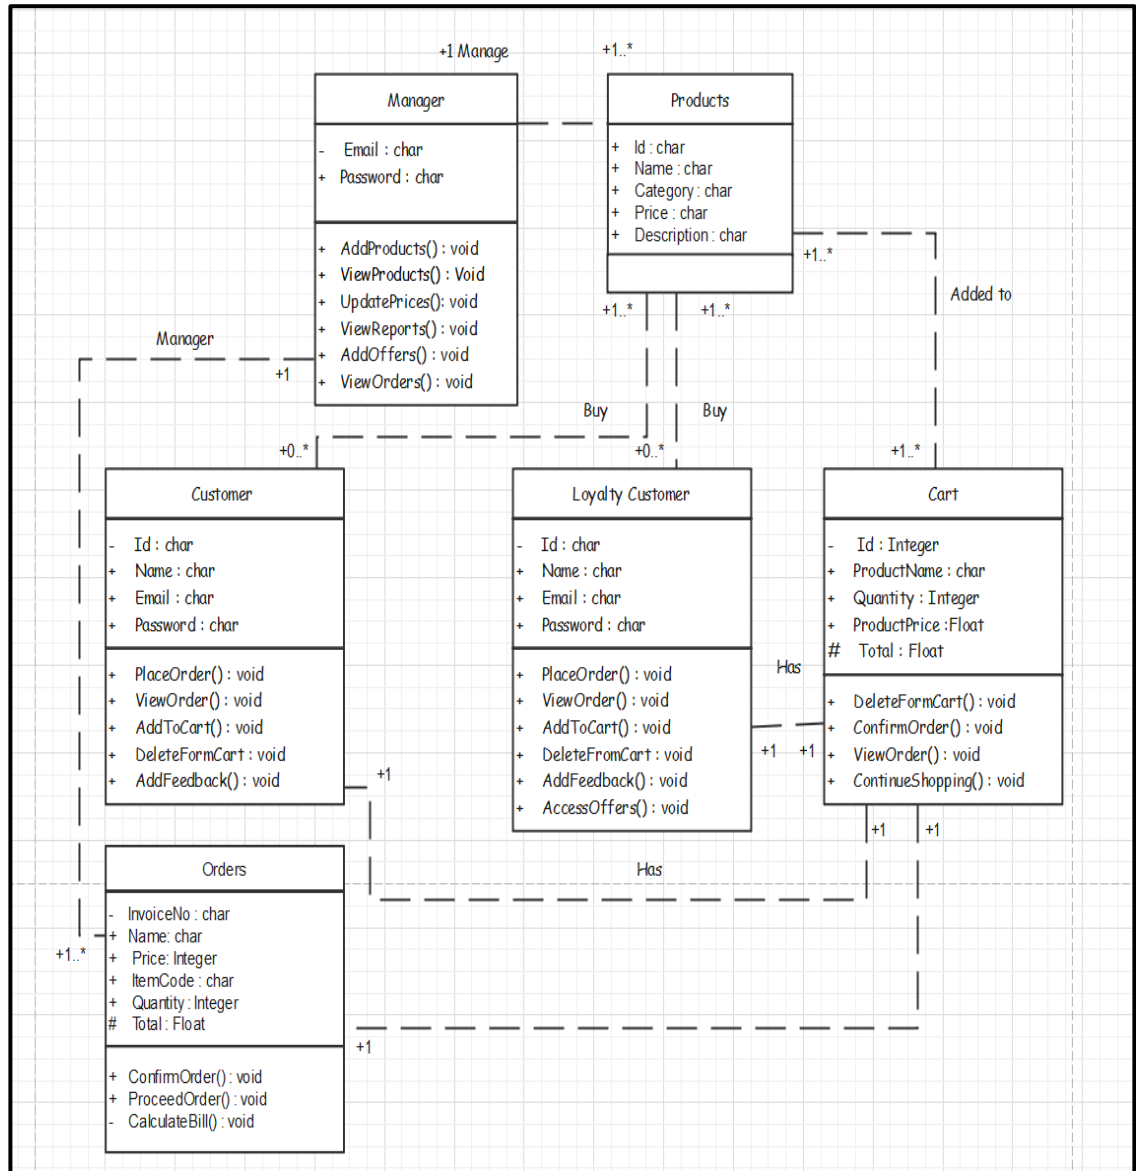 +1 Manage
+1..*
Manager
- Email : char
+ Password : char
+ AddProducts() : void
+ ViewProducts() : Void
+ UpdatePrices(): void
+ ViewReports() : void
+ AddOffers() : void
+ ViewOrders() : void
Products
+ Id : char
+ Name : char
+ Category : char
+ Price : char
+ Description : char
+1..*
Added to
+1..*
+1..*
Manager
+1
Buy
Buy
+0..*
+0..*
+1..*
Customer
- Id : char
+ Name : char
+ Email : char
+ Password : char
+ PlaceOrder() : void
+ ViewOrder() : void
+ AddToCart() : void
+ DeleteFormCart : void
+ AddFeedback() : void
+1
Loyalty Customer
- Id : char
+ Name : char
+ Email : char
+ Password : char
+ PlaceOrder() : void
+ ViewOrder() : void
+ AddToCart() : void
+ DeleteFromCart : void
+ AddFeedback() : void
+ AccessOffers() : void
Has
+1
+1
Cart
- Id : Integer
+ ProductName : char
+ Quantity : Integer
+ ProductPrice :Float
# Total : Float
+ DeleteFormCart() : void
+ ConfirmOrder() : void
+ ViewOrder() : void
+ ContinueShopping() : void
+1
+1
Has
Orders
- InvoiceNo : char
+ Name: char
+ Price: Integer
+ ItemCode : char
+ Quantity : Integer
# Total : Float
+ ConfirmOrder() : void
+ ProceedOrder() : void
- CalculateBill() : void
+1..*
+1